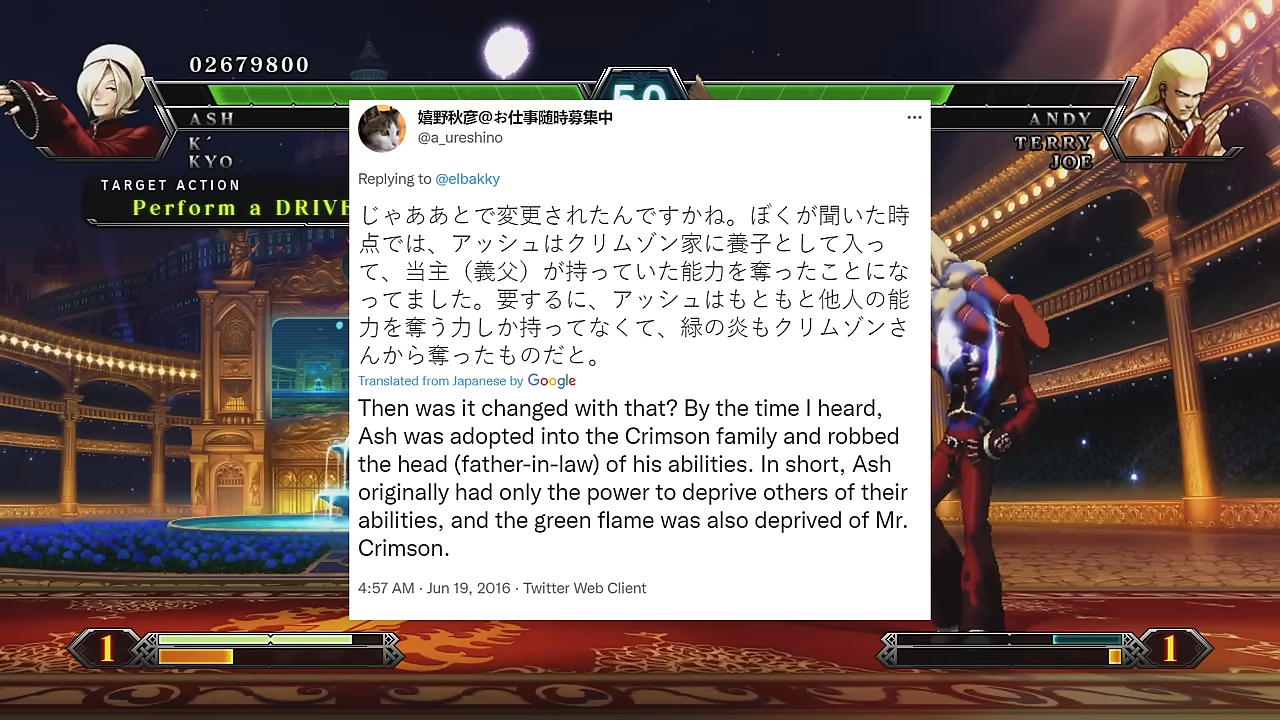 02679800
50
ASH
K´
KYO
ANDY
TERRY
JOE
TARGET ACTION
Perform a DRIVE
嬉野秋彦@お仕事随時募集中
@a_ureshino
Replying to @elbakky
じゃああとで変更されたんですかね。ぼくが聞いた時
点では、アッシュはクリムゾン家に養子として入っ
て、当主（義父）が持っていた能力を奪ったことにな
ってました。要するに、アッシュはもともと他人の能
力を奪う力しか持ってなくて、緑の炎もクリムゾンさ
んから奪ったものだと。
Translated from Japanese by Google
Then was it changed with that? By the time I heard,
Ash was adopted into the Crimson family and robbed
the head (father-in-law) of his abilities. In short, Ash
originally had only the power to deprive others of their
abilities, and the green flame was also deprived of Mr.
Crimson.
4:57 AM · Jun 19, 2016 · Twitter Web Client
1
1